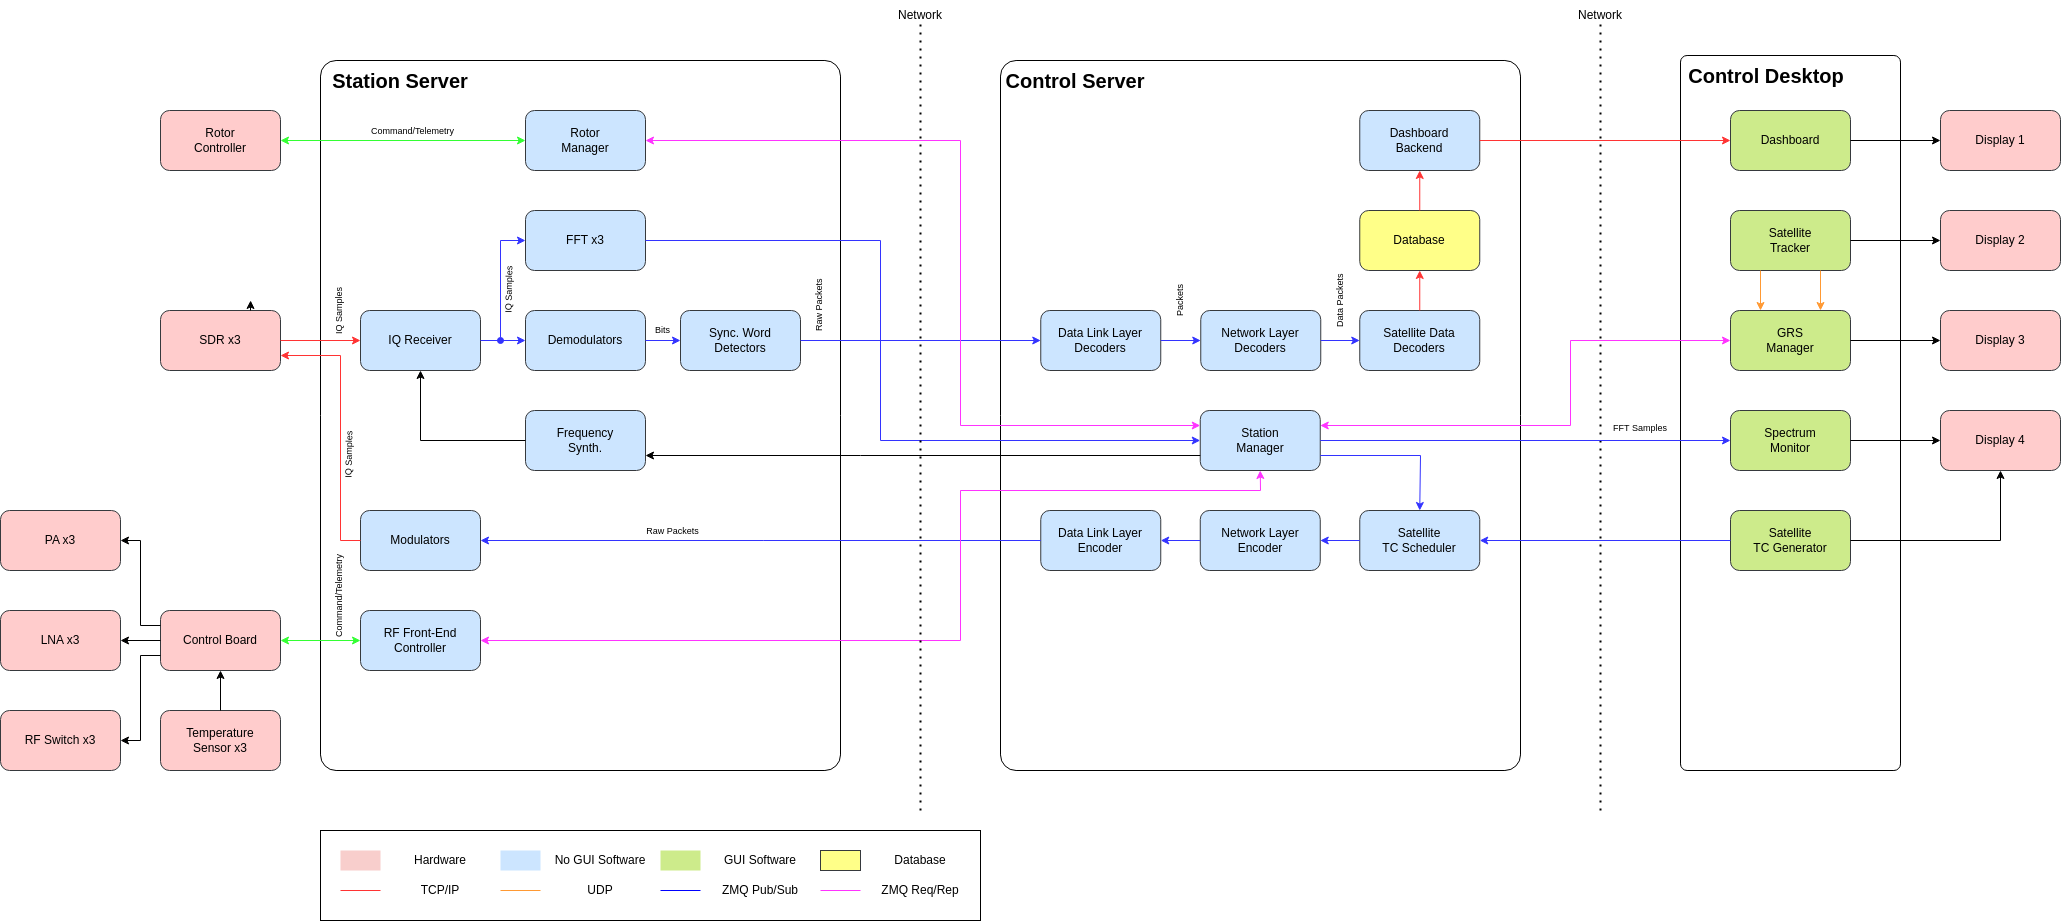 Network
Network
Station Server
Control Server
Control Desktop
Rotor
Controller
Command/Telemetry
Rotor
Manager
Dashboard
Backend
Dashboard
Display 1
FFT x3
Database
Satellite
Tracker
Display 2
IQ Samples
IQ Samples
Raw Packets
Packets
Data Packets
SDR x3
IQ Receiver
Demodulators
Bits
Sync. Word
Detectors
Data Link Layer
Decoders
Network Layer
Decoders
Satellite Data
Decoders
GRS
Manager
Display 3
IQ Samples
Frequency
Synth.
Station
Manager
FFT Samples
Spectrum
Monitor
Display 4
PA x3
Modulators
Raw Packets
Data Link Layer
Encoder
Network Layer
Encoder
Satellite
TC Scheduler
Satellite
TC Generator
Command/Telemetry
LNA x3
Control Board
RF Front-End
Controller
RF Switch x3
Temperature
Sensor x3
Hardware
No GUI Software
GUI Software
Database
TCP/IP
UDP
ZMQ Pub/Sub
ZMQ Req/Rep